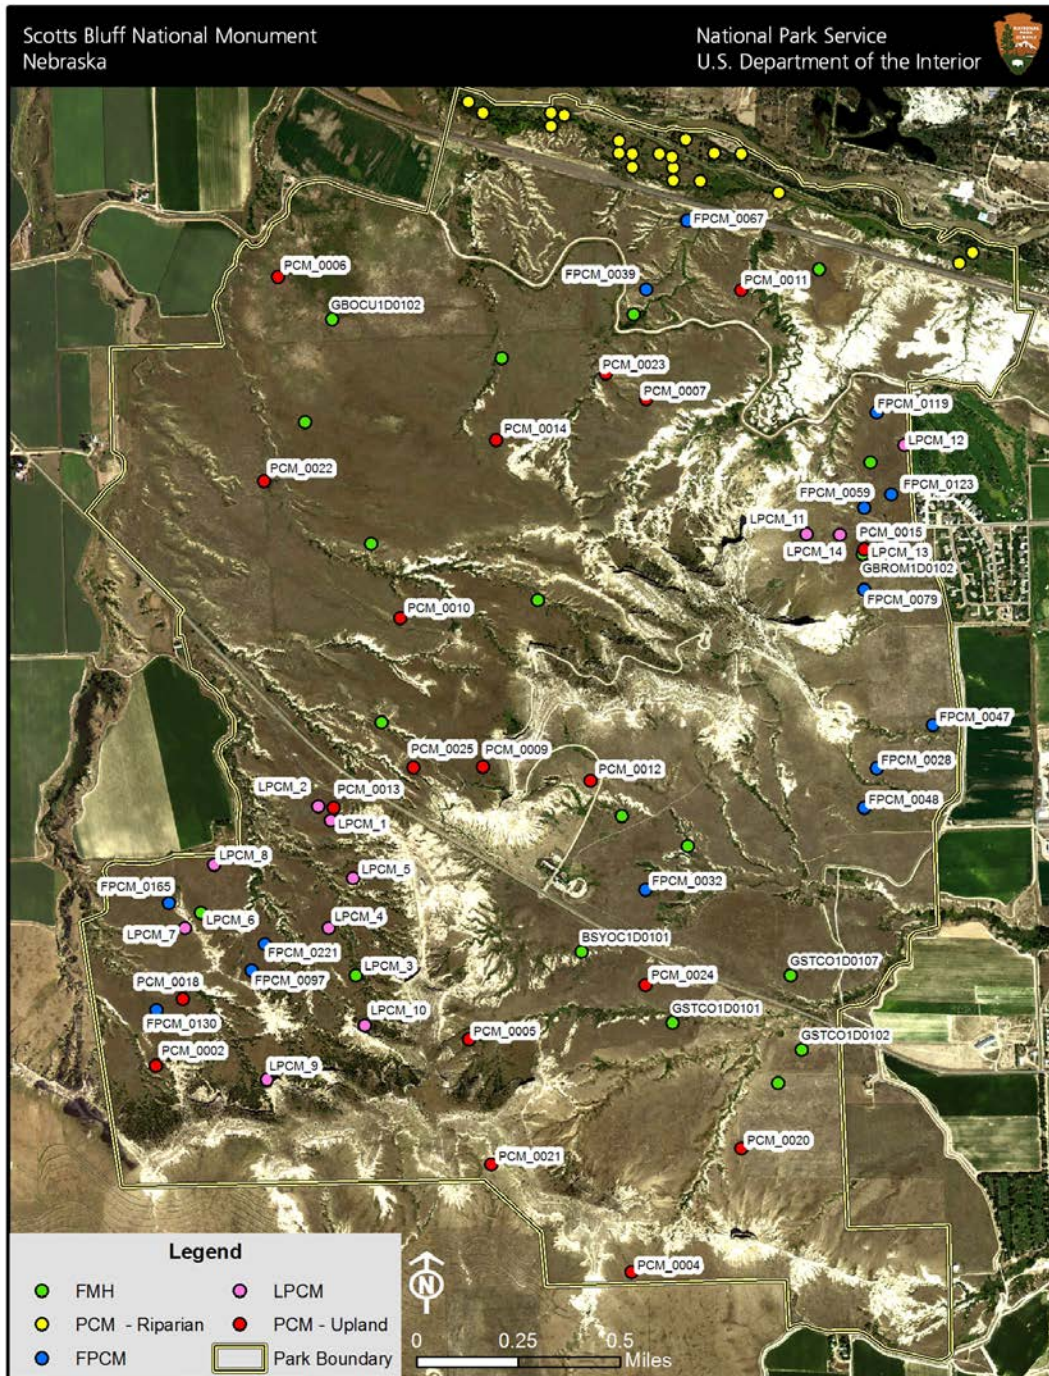 Scotts Bluff National Monument
Nebraska
National Park Service
U.S. Department of the Interior
FPCM_0067
PCM_0006
FPCM_0039
PCM_0011
GBOCU1D0102
PCM_0023
PCM_0007
FPCM_0119
PCM_0014
LPCM_12
PCM_0022
FPCM_0123
FPCM_0059
LPCM_11
PCM_0015
LPCM_14
LPCM_13
GBROM1D0102
FPCM_0079
PCM_0010
FPCM_0047
PCM_0025
PCM_0009
FPCM_0028
PCM_0012
LPCM_2
PCM_0013
FPCM_0048
LPCM_1
LPCM_8
LPCM_5
FPCM_0165
FPCM_0032
LPCM_6
LPCM_7
LPCM_4
FPCM_0221
BSYOC1D0101
PCM_0018
FPCM_0097
LPCM_3
PCM_0024
GSTCO1D0107
GSTCO1D0101
FPCM_0130
LPCM_10
PCM_0005
GSTCO1D0102
PCM_0002
LPCM_9
PCM_0020
PCM_0021
PCM_0004
Legend
FMH
LPCM
PCM - Riparian
PCM - Upland
FPCM
Park Boundary
N
0 0.25 0.5
Miles